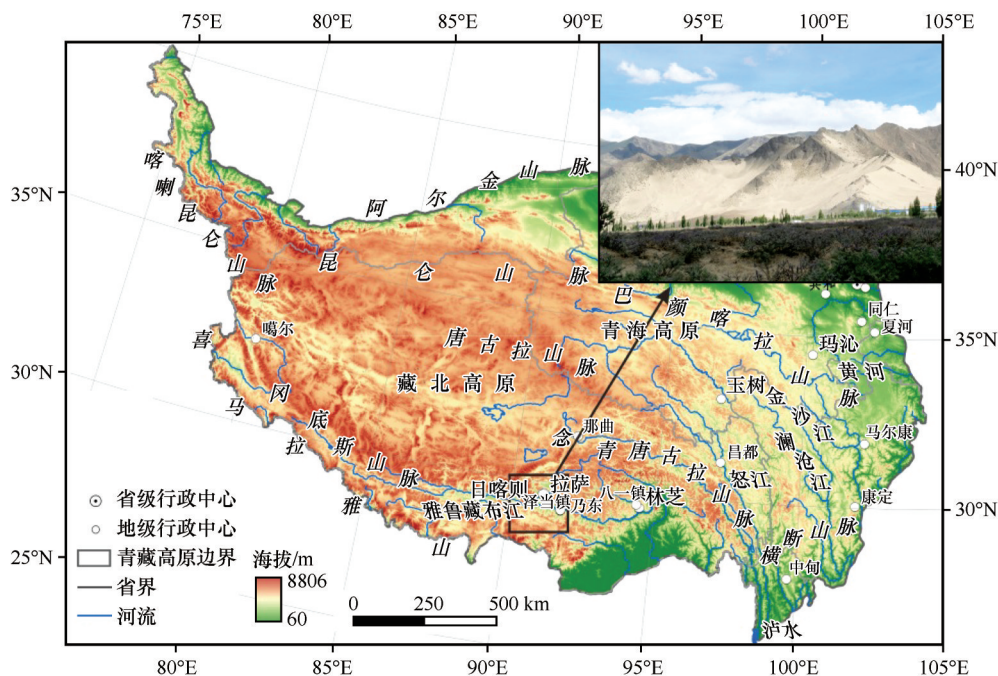 75°E 80°E 85°E 90°E 95°E 100°E 105°E
40°N
35°N
30°N
25°N
35°N
30°N
80°E 85°E 90°E 95°E 100°E 105°E
喀喇昆仑山脉
阿尔金山脉
昆仑山脉
巴颜喀拉山脉
青海高原
唐古拉山脉
藏北高原
喜马拉雅山
冈底斯山脉
念青唐古拉山脉
横断山脉
噶尔
同仁
夏河
玛沁
黄河
玉树
金沙江
澜沧江
怒江
那曲
昌都
马尔康
康定
日喀则
拉萨
泽当镇
乃东
八一镇
林芝
雅鲁藏布江
中甸
泸水
省级行政中心
地级行政中心
青藏高原边界
省界
河流
海拔/m
8806
60
0 250 500 km